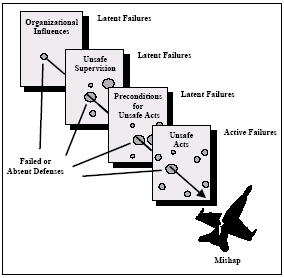 Organizational
Influences
Latent Failures
Unsafe
Supervision
Latent Failures
Preconditions
for
Unsafe Acts
Latent Failures
Unsafe
Acts
Active Failures
Failed or
Absent Defenses
Mishap